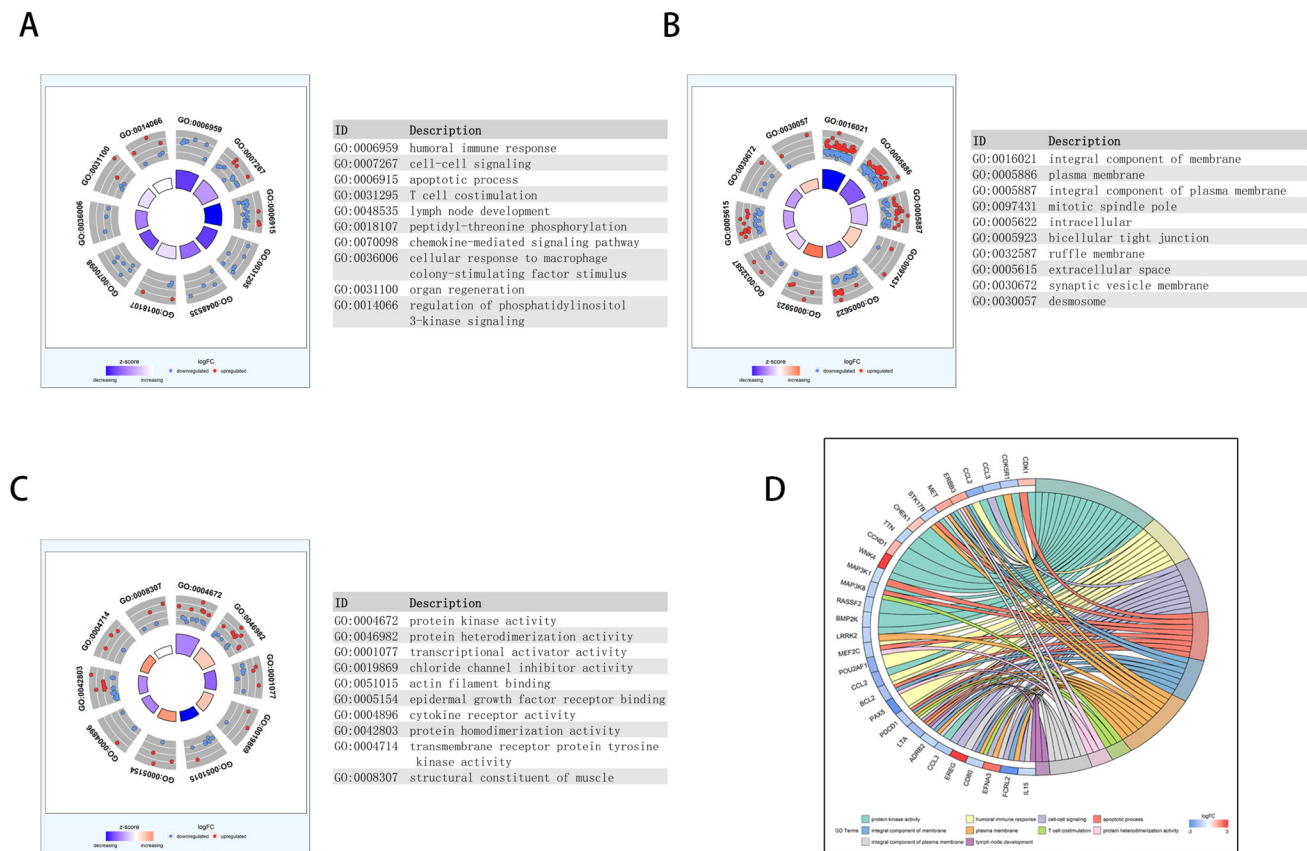 A
GO:0006959
GO:0007267
GO:0006915
GO:0031295
GO:0048535
GO:0018107
GO:0070098
GO:0036006
GO:0031100
GO:0014066
z-score
decreasing increasing
logFC
downregulated upregulated
ID Description
GO:0006959 humoral immune response
GO:0007267 cell-cell signaling
GO:0006915 apoptotic process
GO:0031295 T cell costimulation
GO:0048535 lymph node development
GO:0018107 peptidyl-threonine phosphorylation
GO:0070098 chemokine-mediated signaling pathway
GO:0036006 cellular response to macrophage
colony-stimulating factor stimulus
GO:0031100 organ regeneration
GO:0014066 regulation of phosphatidylinositol
3-kinase signaling
B
GO:0016021
GO:0005886
GO:0005887
GO:0097431
GO:0005622
GO:0005923
GO:0032587
GO:0005615
GO:0030672
GO:0030057
z-score
decreasing increasing
logFC
downregulated upregulated
ID Description
GO:0016021 integral component of membrane
GO:0005886 plasma membrane
GO:0005887 integral component of plasma membrane
GO:0097431 mitotic spindle pole
GO:0005622 intracellular
GO:0005923 bicellular tight junction
GO:0032587 ruffle membrane
GO:0005615 extracellular space
GO:0030672 synaptic vesicle membrane
GO:0030057 desmosome
C
GO:0004672
GO:0046982
GO:0001077
GO:0019869
GO:0051015
GO:0005154
GO:0004896
GO:0042803
GO:0004714
GO:0008307
z-score
decreasing increasing
logFC
downregulated upregulated
ID Description
GO:0004672 protein kinase activity
GO:0046982 protein heterodimerization activity
GO:0001077 transcriptional activator activity
GO:0019869 chloride channel inhibitor activity
GO:0051015 actin filament binding
GO:0005154 epidermal growth factor receptor binding
GO:0004896 cytokine receptor activity
GO:0042803 protein homodimerization activity
GO:0004714 transmembrane receptor protein tyrosine
kinase activity
GO:0008307 structural constituent of muscle
D
CDK1
CDK5R1
CCL3
CCL2
ERBB3
MET
STK17B
CHEK1
TTN
CCND1
WNK4
MAP3K1
MAP3K8
RASSF2
BMP2K
LRRK2
MEF2C
POU2AF1
CCL2
BCL2
PAX5
PDCD1
LTA
ADRB2
CCL3
EREG
CD80
EFNA3
FCRL2
IL15
GO Terms
protein kinase activity
humoral immune response
cell-cell signaling
apoptotic process
integral component of membrane
plasma membrane
T cell costimulation
protein heterodimerization activity
integral component of plasma membrane
lymph node development
logFC
-3 3